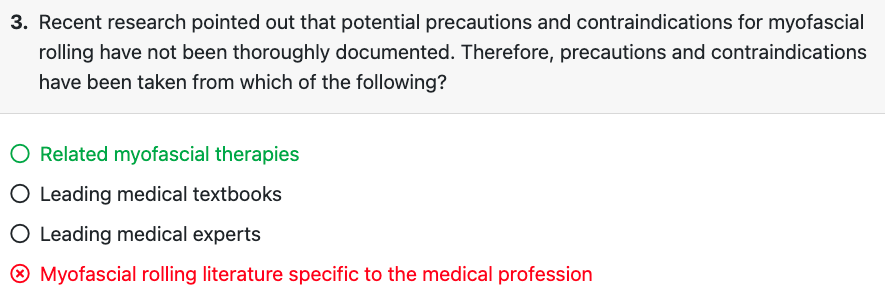 3. Recent research pointed out that potential precautions and contraindications for myofascial
rolling have not been thoroughly documented. Therefore, precautions and contraindications
have been taken from which of the following?
Related myofascial therapies
Leading medical textbooks
Leading medical experts
Myofascial rolling literature specific to the medical profession